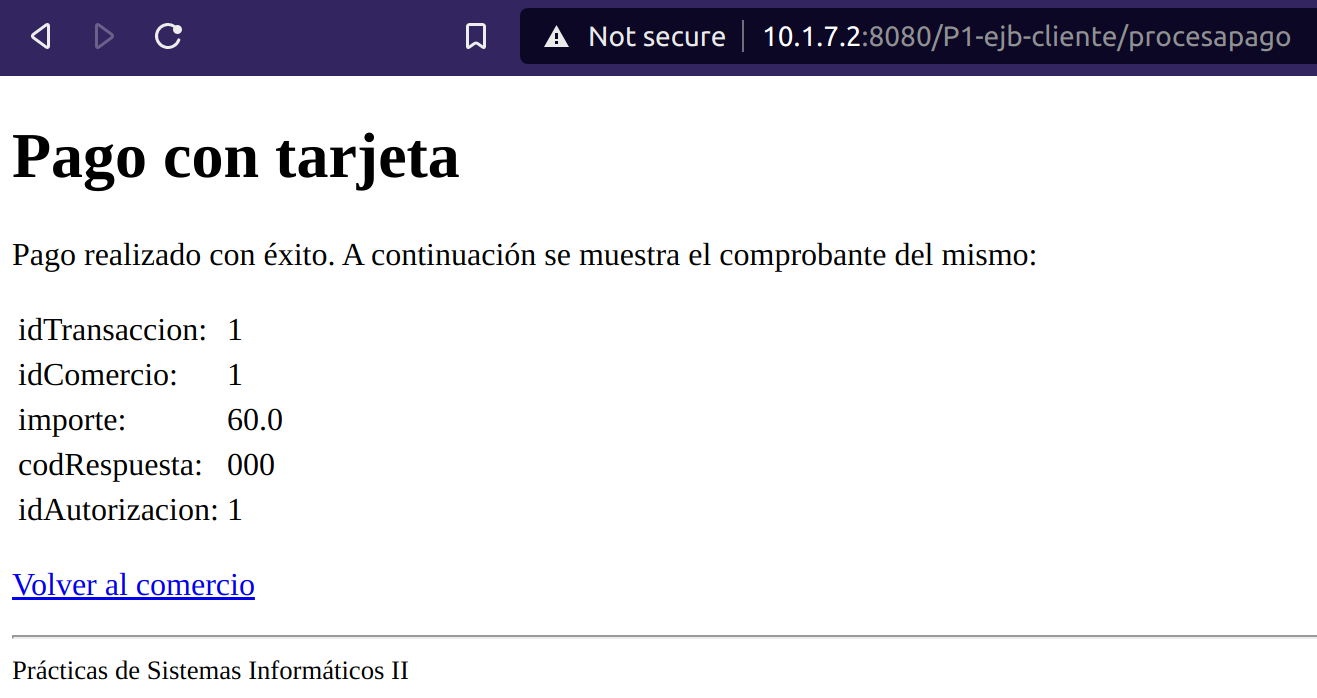 Not secure 10.1.7.2:8080/P1-ejb-cliente/procesapago
Pago con tarjeta
Pago realizado con éxito. A continuación se muestra el comprobante del mismo:
idTransaccion: 1
idComercio: 1
importe: 60.0
codRespuesta: 000
idAutorizacion: 1
Volver al comercio
Prácticas de Sistemas Informáticos II